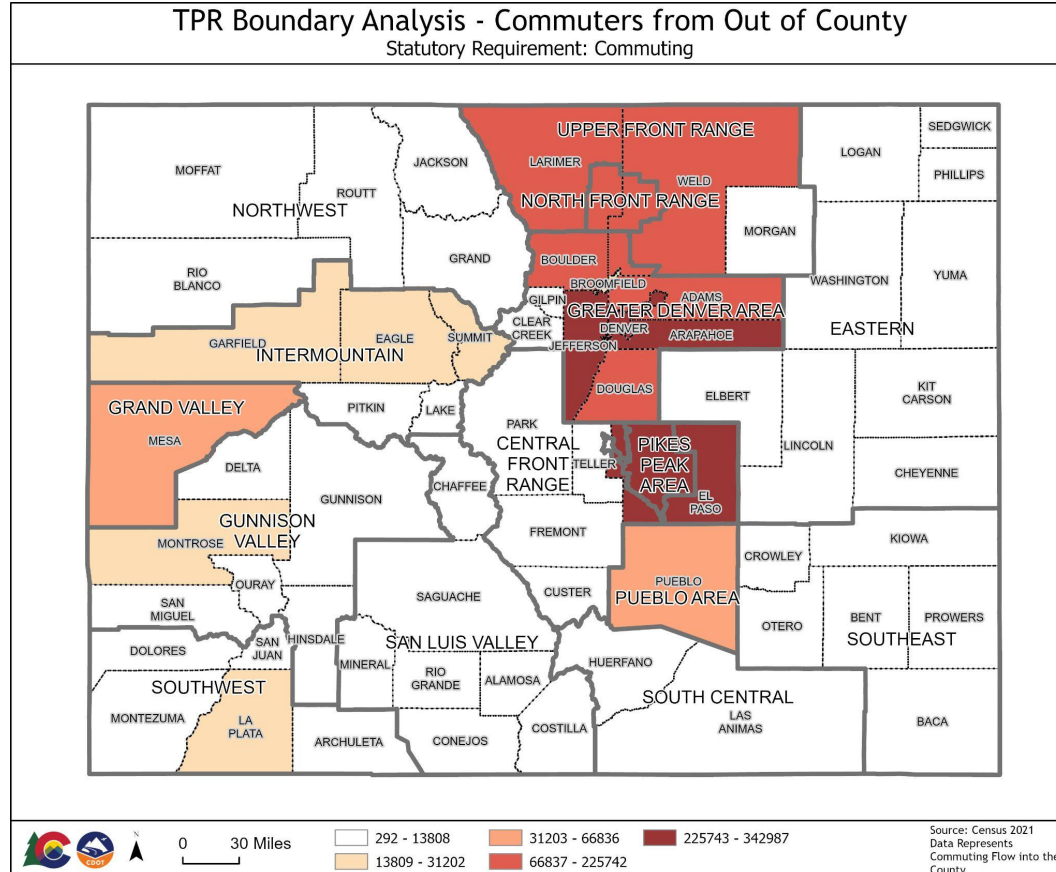 TPR Boundary Analysis - Commuters from Out of County
Statutory Requirement: Commuting
UPPER FRONT RANGE
SEDGWICK
LOGAN
JACKSON
LARIMER
MOFFAT
PHILLIPS
WELD
ROUTT
NORTH FRONT RANGE
NORTHWEST
MORGAN
GRAND
BOULDER
RIO
BLANCO
WASHINGTON
YUMA
BROOMFIELD
GILPIN
ADAMS
GREATER DENVER AREA
CLEAR
CREEK
DENVER
EASTERN
SUMMIT
EAGLE
ARAPAHOE
GARFIELD
JEFFERSON
INTERMOUNTAIN
DOUGLAS
KIT
CARSON
ELBERT
PITKIN
GRAND VALLEY
LAKE
PARK
MESA
CENTRAL
FRONT
RANGE
PIKES
PEAK
AREA
LINCOLN
TELLER
DELTA
CHEYENNE
CHAFFEE
GUNNISON
EL
PASO
GUNNISON
VALLEY
FREMONT
KIOWA
MONTROSE
CROWLEY
PUEBLO
OURAY
PUEBLO AREA
CUSTER
SAGUACHE
SAN
MIGUEL
BENT
PROWERS
OTERO
SOUTHEAST
HINSDALE
SAN LUIS VALLEY
SAN
JUAN
DOLORES
MINERAL
HUERFANO
RIO
GRANDE
ALAMOSA
SOUTHWEST
SOUTH CENTRAL
MONTEZUMA
LA
PLATA
LAS
ANIMAS
BACA
COSTILLA
ARCHULETA
CONEJOS
CDOT
N
0 30 Miles
292 - 13808
13809 - 31202
31203 - 66836
66837 - 225742
225743 - 342987
Source: Census 2021
Data Represents
Commuting Flow into the
County